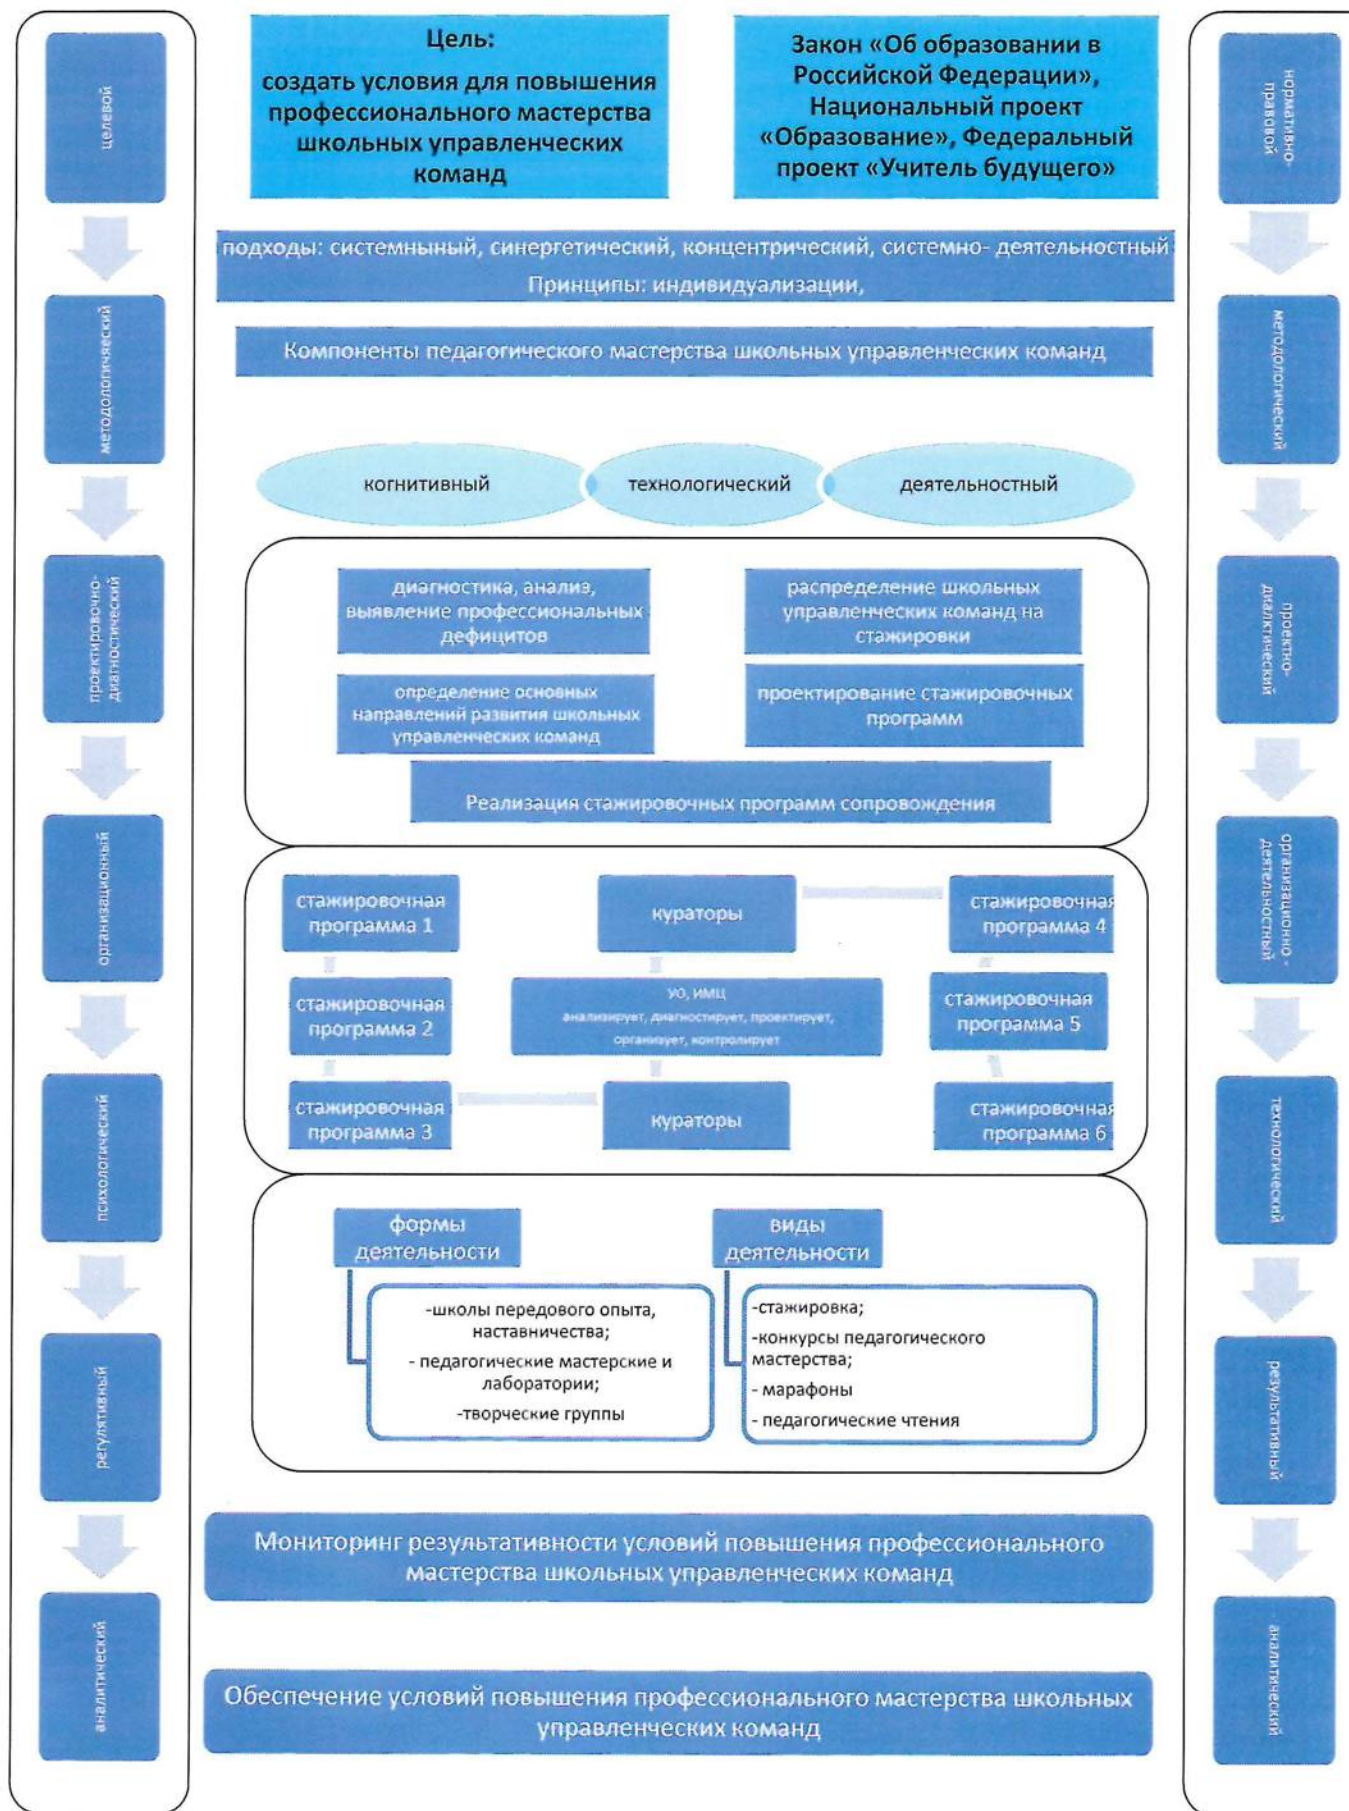 целевой
методологический
проектировочно-
диагностический
организационный
психологический
регулятивный
аналитический
Цель:
создать условия для повышения
профессионального мастерства
школьных управленческих
команд
Закон «Об образовании в
Российской Федерации»,
Национальный проект
«Образование», Федеральный
проект «Учитель будущего»
подходы: системныный, синергетический, концентрический, системно- деятельностный
Принципы: индивидуализации,
Компоненты педагогического мастерства школьных управленческих команд
когнитивный
технологический
деятельностный
диагностика, анализ,
выявление профессиональных
дефицитов
распределение школьных
управленческих команд на
стажировки
определение основных
направлений развития школьных
управленческих команд
проектирование стажировочных
программ
Реализация стажировочных программ сопровождения
стажировочная
программа 1
кураторы
стажировочная
программа 4
стажировочная
программа 2
УО, ИМЦ
анализирует, диагностирует, проектирует,
организует, контролирует
стажировочная
программа 5
стажировочная
программа 3
кураторы
стажировочная
программа 6
формы
деятельности
-школы передового опыта,
наставничества;
- педагогические мастерские и
лаборатории;
-творческие группы
виды
деятельности
-стажировка;
-конкурсы педагогического
мастерства;
- марафоны
- педагогические чтения
Мониторинг результативности условий повышения профессионального
мастерства школьных управленческих команд
Обеспечение условий повышения профессионального мастерства школьных
управленческих команд
нормативно-
правовой
методологический
проектно-
диалктический
организационно -
деятельностный
технологический
результативный
аналитический